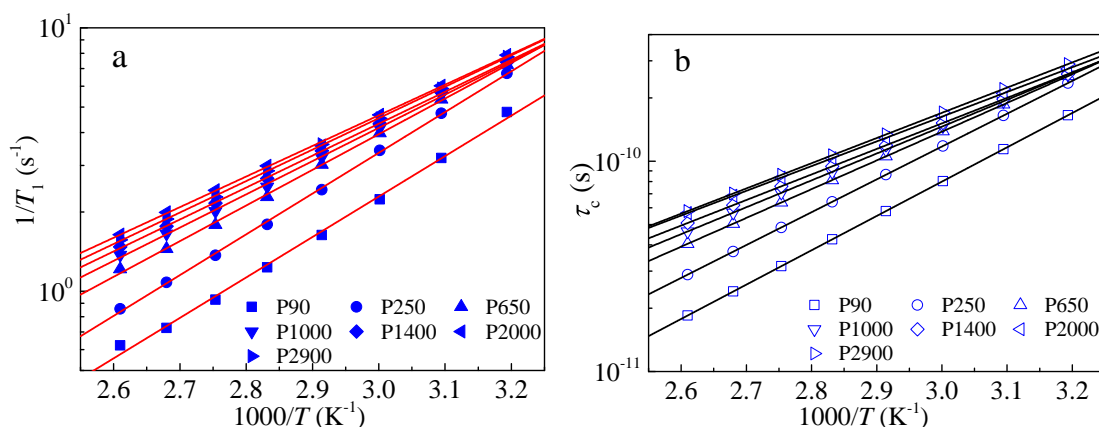 a
10¹
10⁰
1/T₁ (s⁻¹)
P90 P250 P650
P1000 P1400 P2000
P2900
2.6 2.7 2.8 2.9 3.0 3.1 3.2
1000/T (K⁻¹)
b
10⁻¹⁰
10⁻¹¹
τc (s)
P90 P250 P650
P1000 P1400 P2000
P2900
2.6 2.7 2.8 2.9 3.0 3.1 3.2
1000/T (K⁻¹)